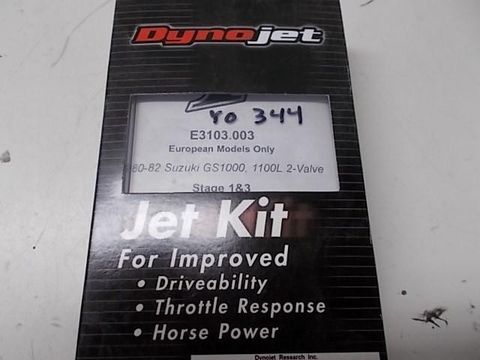 Dynojet
YO 344
E3103.003
European Models Only
80-82 Suzuki GS1000, 1100L 2-Valve
Stage 1&3
Jet Kit
For Improved
• Driveability
• Throttle Response
• Horse Power
Dynojet Research Inc.